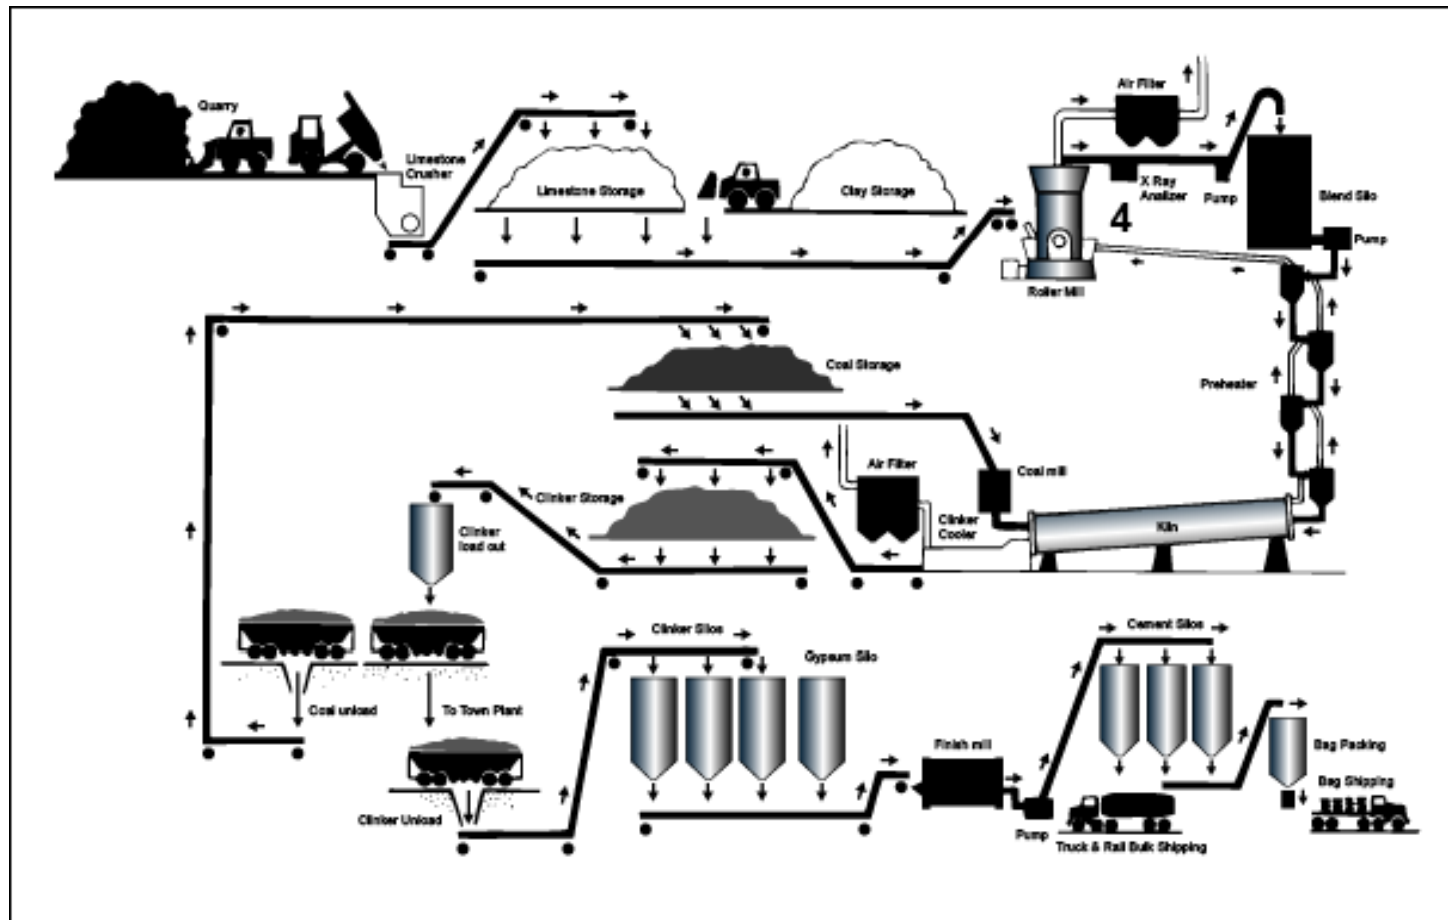 Quarry
Limestone
Crusher
Limestone Storage
Clay Storage
Air Filter
X Ray
Analizer
Pump
4
Blend Silo
Pump
Roller Mill
Coal Storage
Preheater
Coal mill
Air Filter
Clinker Storage
Clinker
load out
Clinker
Cooler
Kiln
Clinker Silos
Gypsum Silo
Cement Silos
Coal unload
To Town Plant
Finish mill
Bag Packing
Bag Shipping
Clinker Unload
Pump
Truck & Rail Bulk Shipping